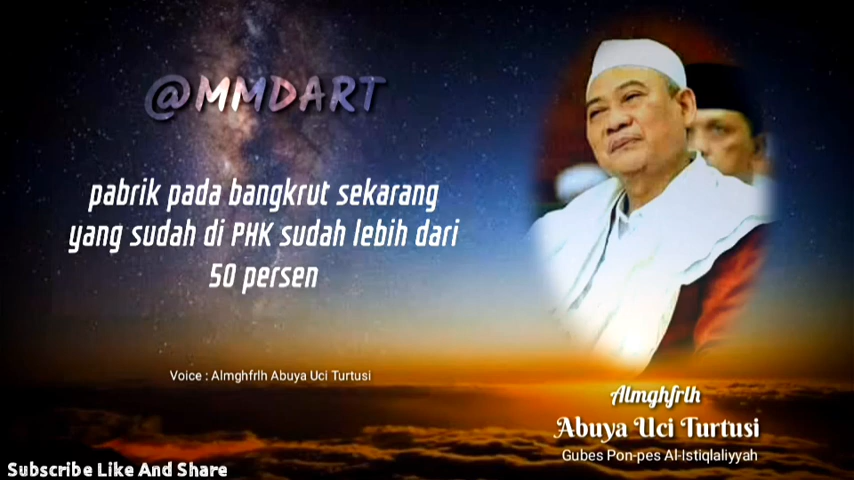 @MMDART
pabrik pada bangkrut sekarang
yang sudah di PHK sudah lebih dari
50 persen
Voice : Almghfrlh Abuya Uci Turtusi
Almghfrlh
Abuya Uci Turtusi
Gubes Pon-pes Al-Istiqlaliyyah
Subscribe Like And Share